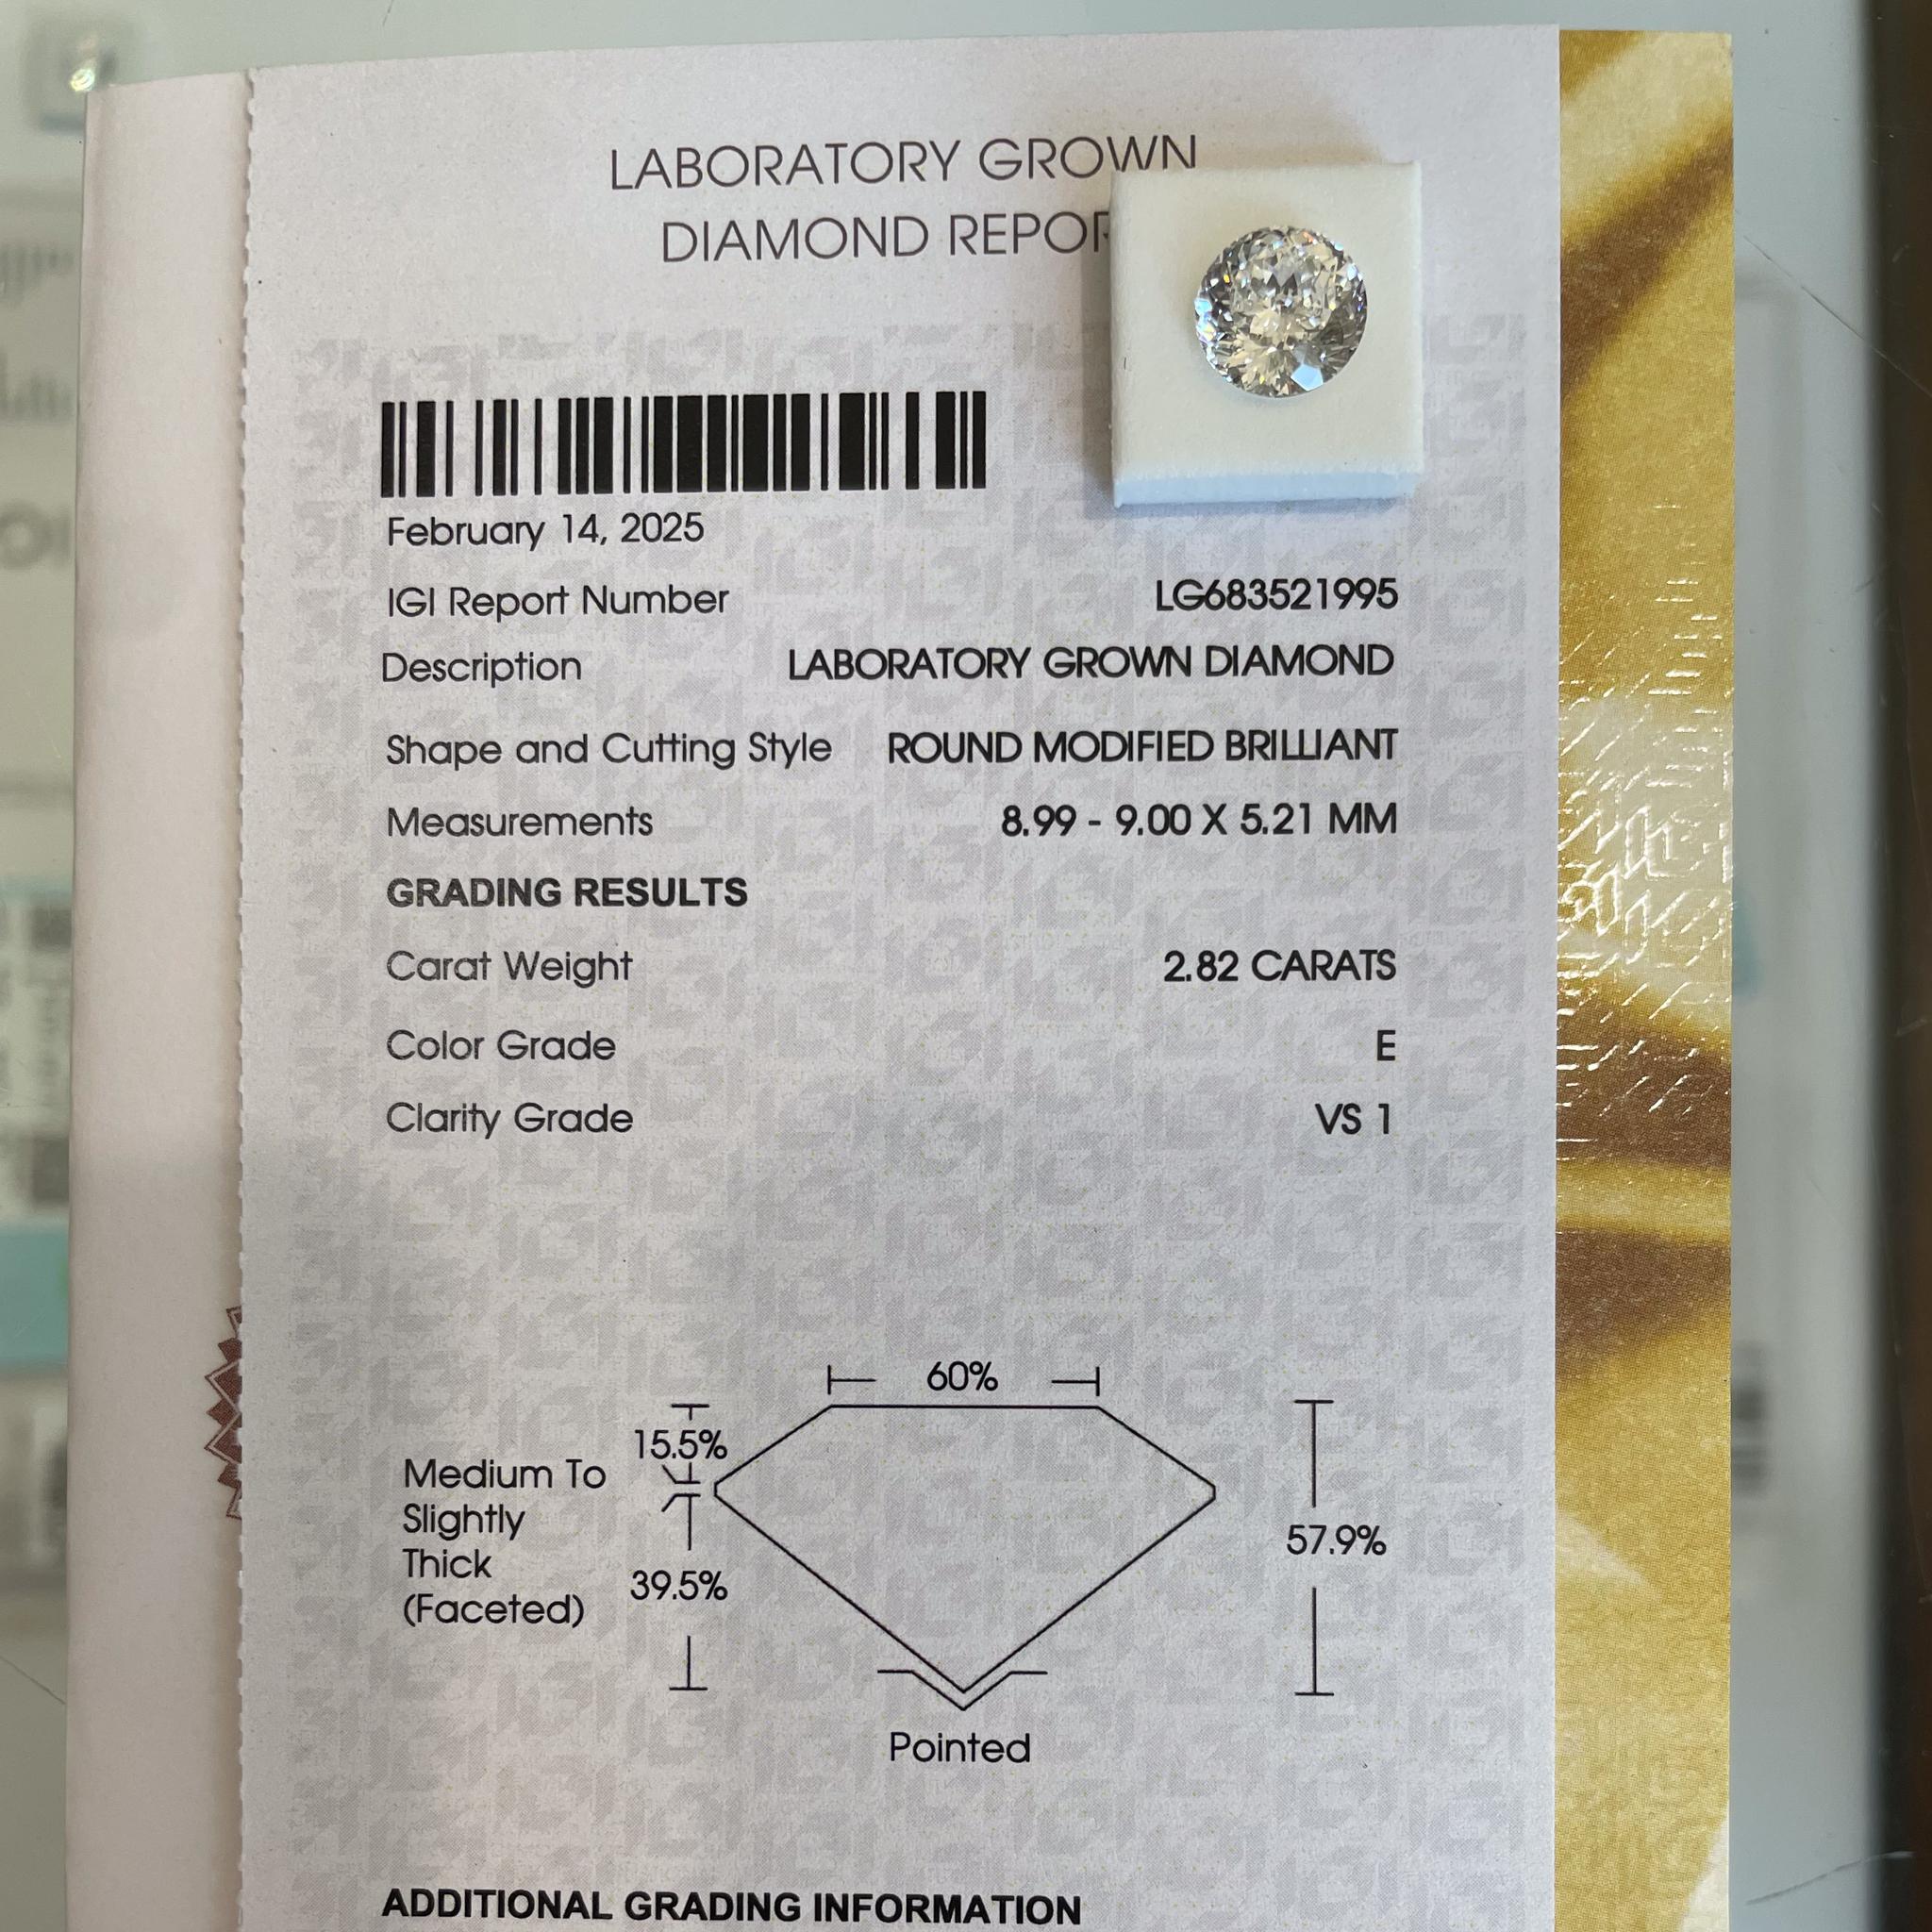 LABORATORY GROWN
DIAMOND REPOR
February 14, 2025
IGI Report Number LG683521995
Description LABORATORY GROWN DIAMOND
Shape and Cutting Style ROUND MODIFIED BRILLIANT
Measurements 8.99 - 9.00 X 5.21 MM
GRADING RESULTS
Carat Weight 2.82 CARATS
Color Grade E
Clarity Grade VS 1
60%
15.5%
Medium To
Slightly
Thick
(Faceted)
39.5%
57.9%
Pointed
ADDITIONAL GRADING INFORMATION